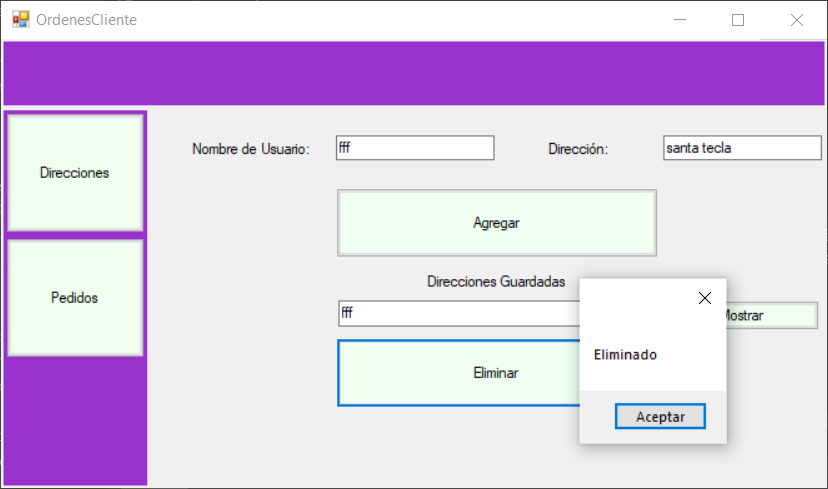 OrdenesCliente
Direcciones
Pedidos
Nombre de Usuario:
fff
Dirección:
santa tecla
Agregar
Direcciones Guardadas
fff
Mostrar
Eliminar
Eliminado
Aceptar